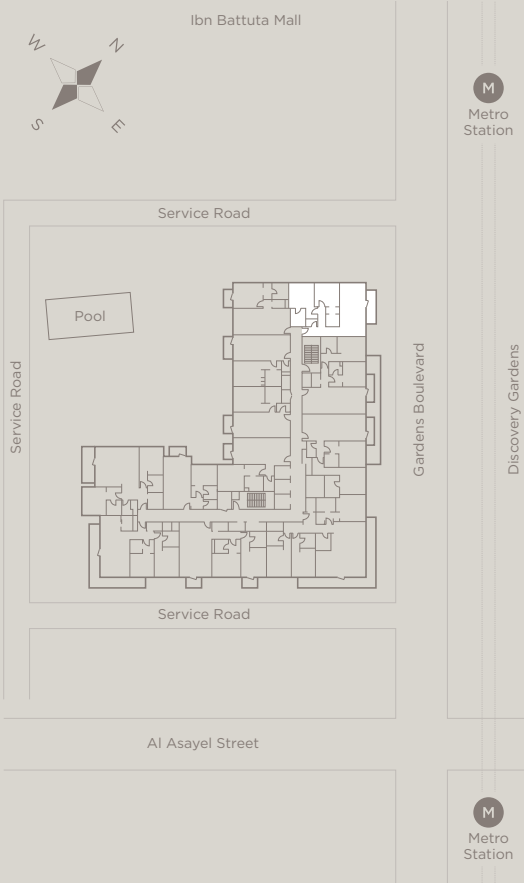 Ibn Battuta Mall
W
N
S
E
M
Metro
Station
Service Road
Pool
Service Road
Gardens Boulevard
Discovery Gardens
Service Road
Al Asayel Street
M
Metro
Station